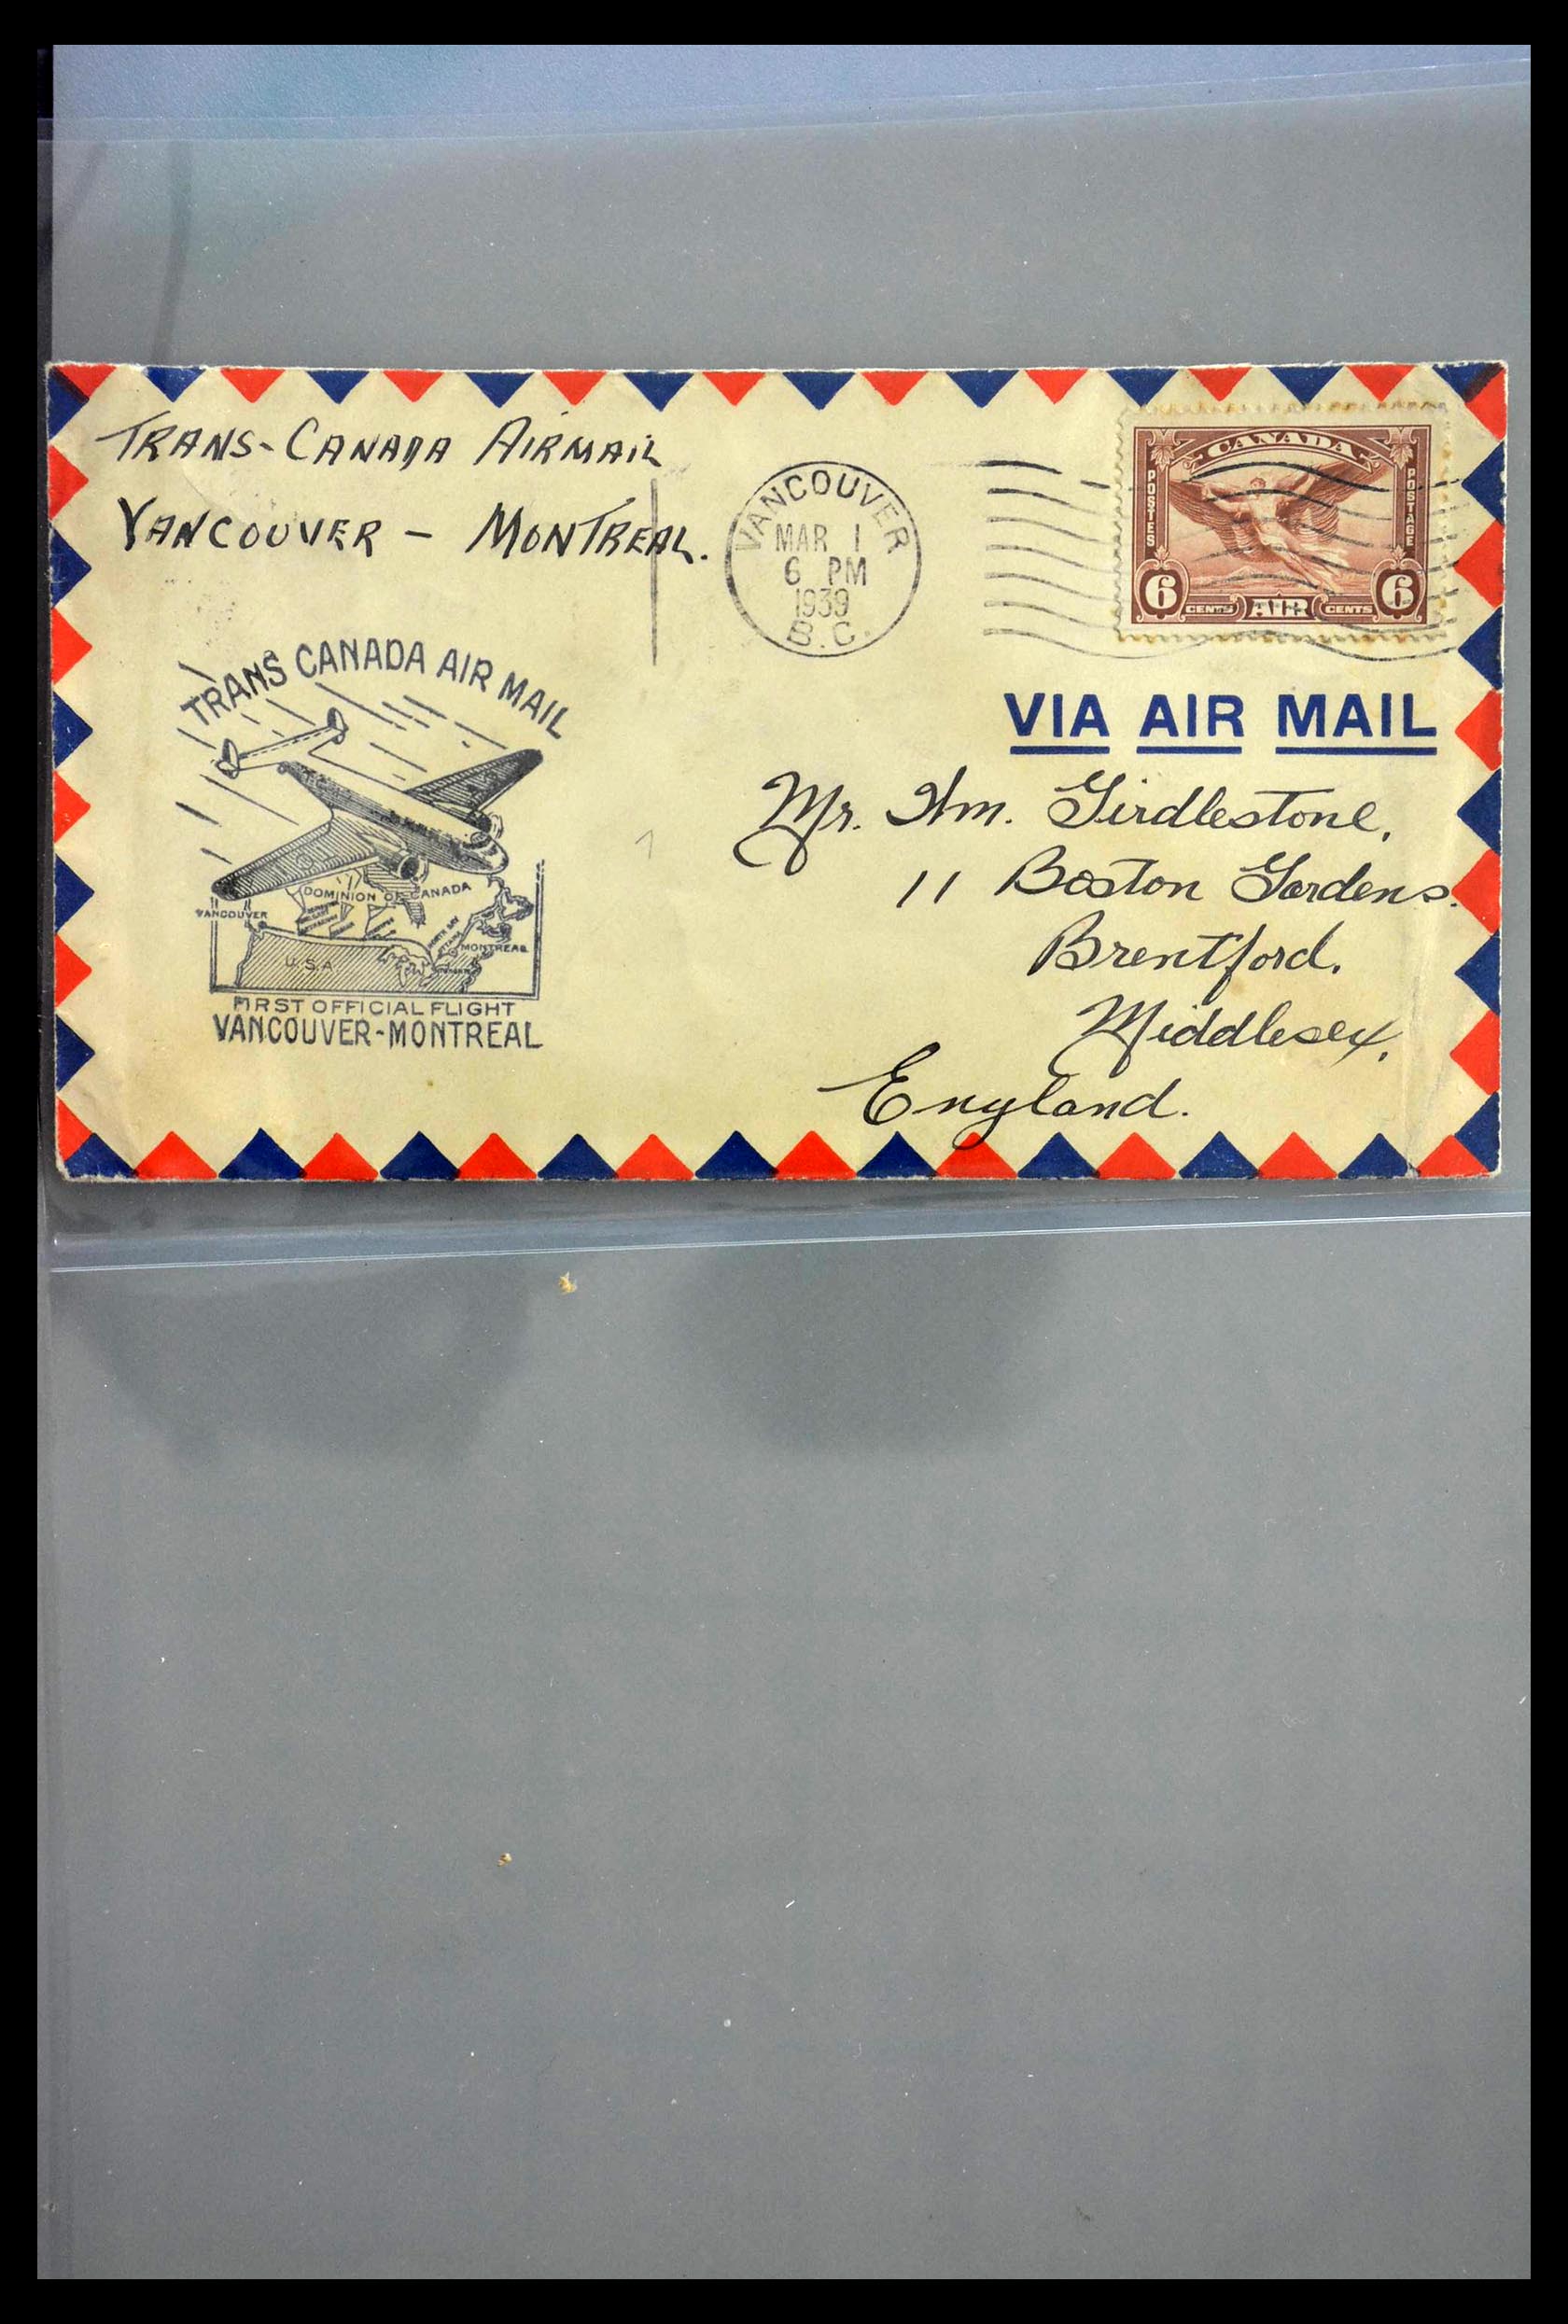 TRANS-CANADA AIRMAIL
VANCOUVER - MONTREAL.
VANCOUVER
MAR 1
6 PM
1939
B.C.
CANADA
POSTES
POSTAGE
6 CENTS AIR CENTS 6
VIA AIR MAIL
TRANS CANADA AIR MAIL
DOMINION OF CANADA
VANCOUVER
MONTREAL
U.S.A.
FIRST OFFICIAL FLIGHT
VANCOUVER-MONTREAL
Mr. Wm. Girdlestone,
11 Boston Gardens.
Brentford.
Middlesex,
England.